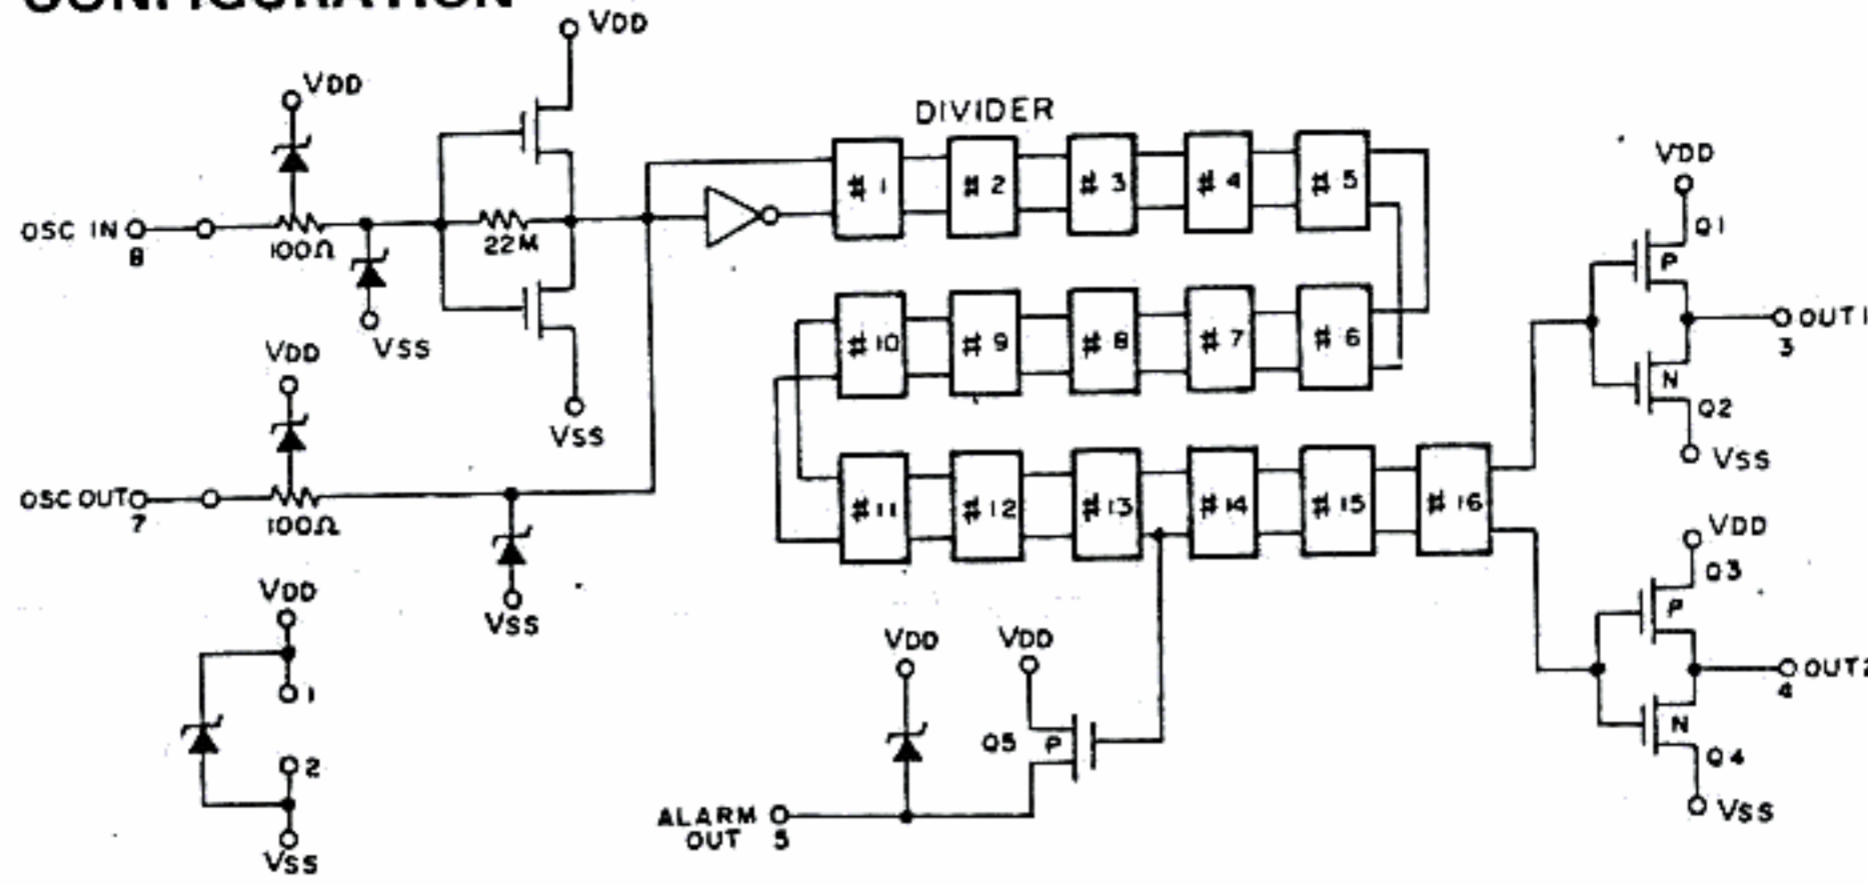 CONFIGURATION
VDD
VDD
OSC IN
8
100Ω
VSS
22M
VSS
DIVIDER
# 1
# 2
# 3
# 4
# 5
# 10
# 9
# 8
# 7
# 6
# 11
# 12
# 13
# 14
# 15
# 16
VDD
Q1
P
OUT1
3
N
Q2
VSS
VDD
OSC OUT
7
100Ω
VSS
VDD
1
2
VSS
VDD
VDD
Q5
P
ALARM
OUT
5
VDD
Q3
P
OUT2
4
N
Q4
VSS